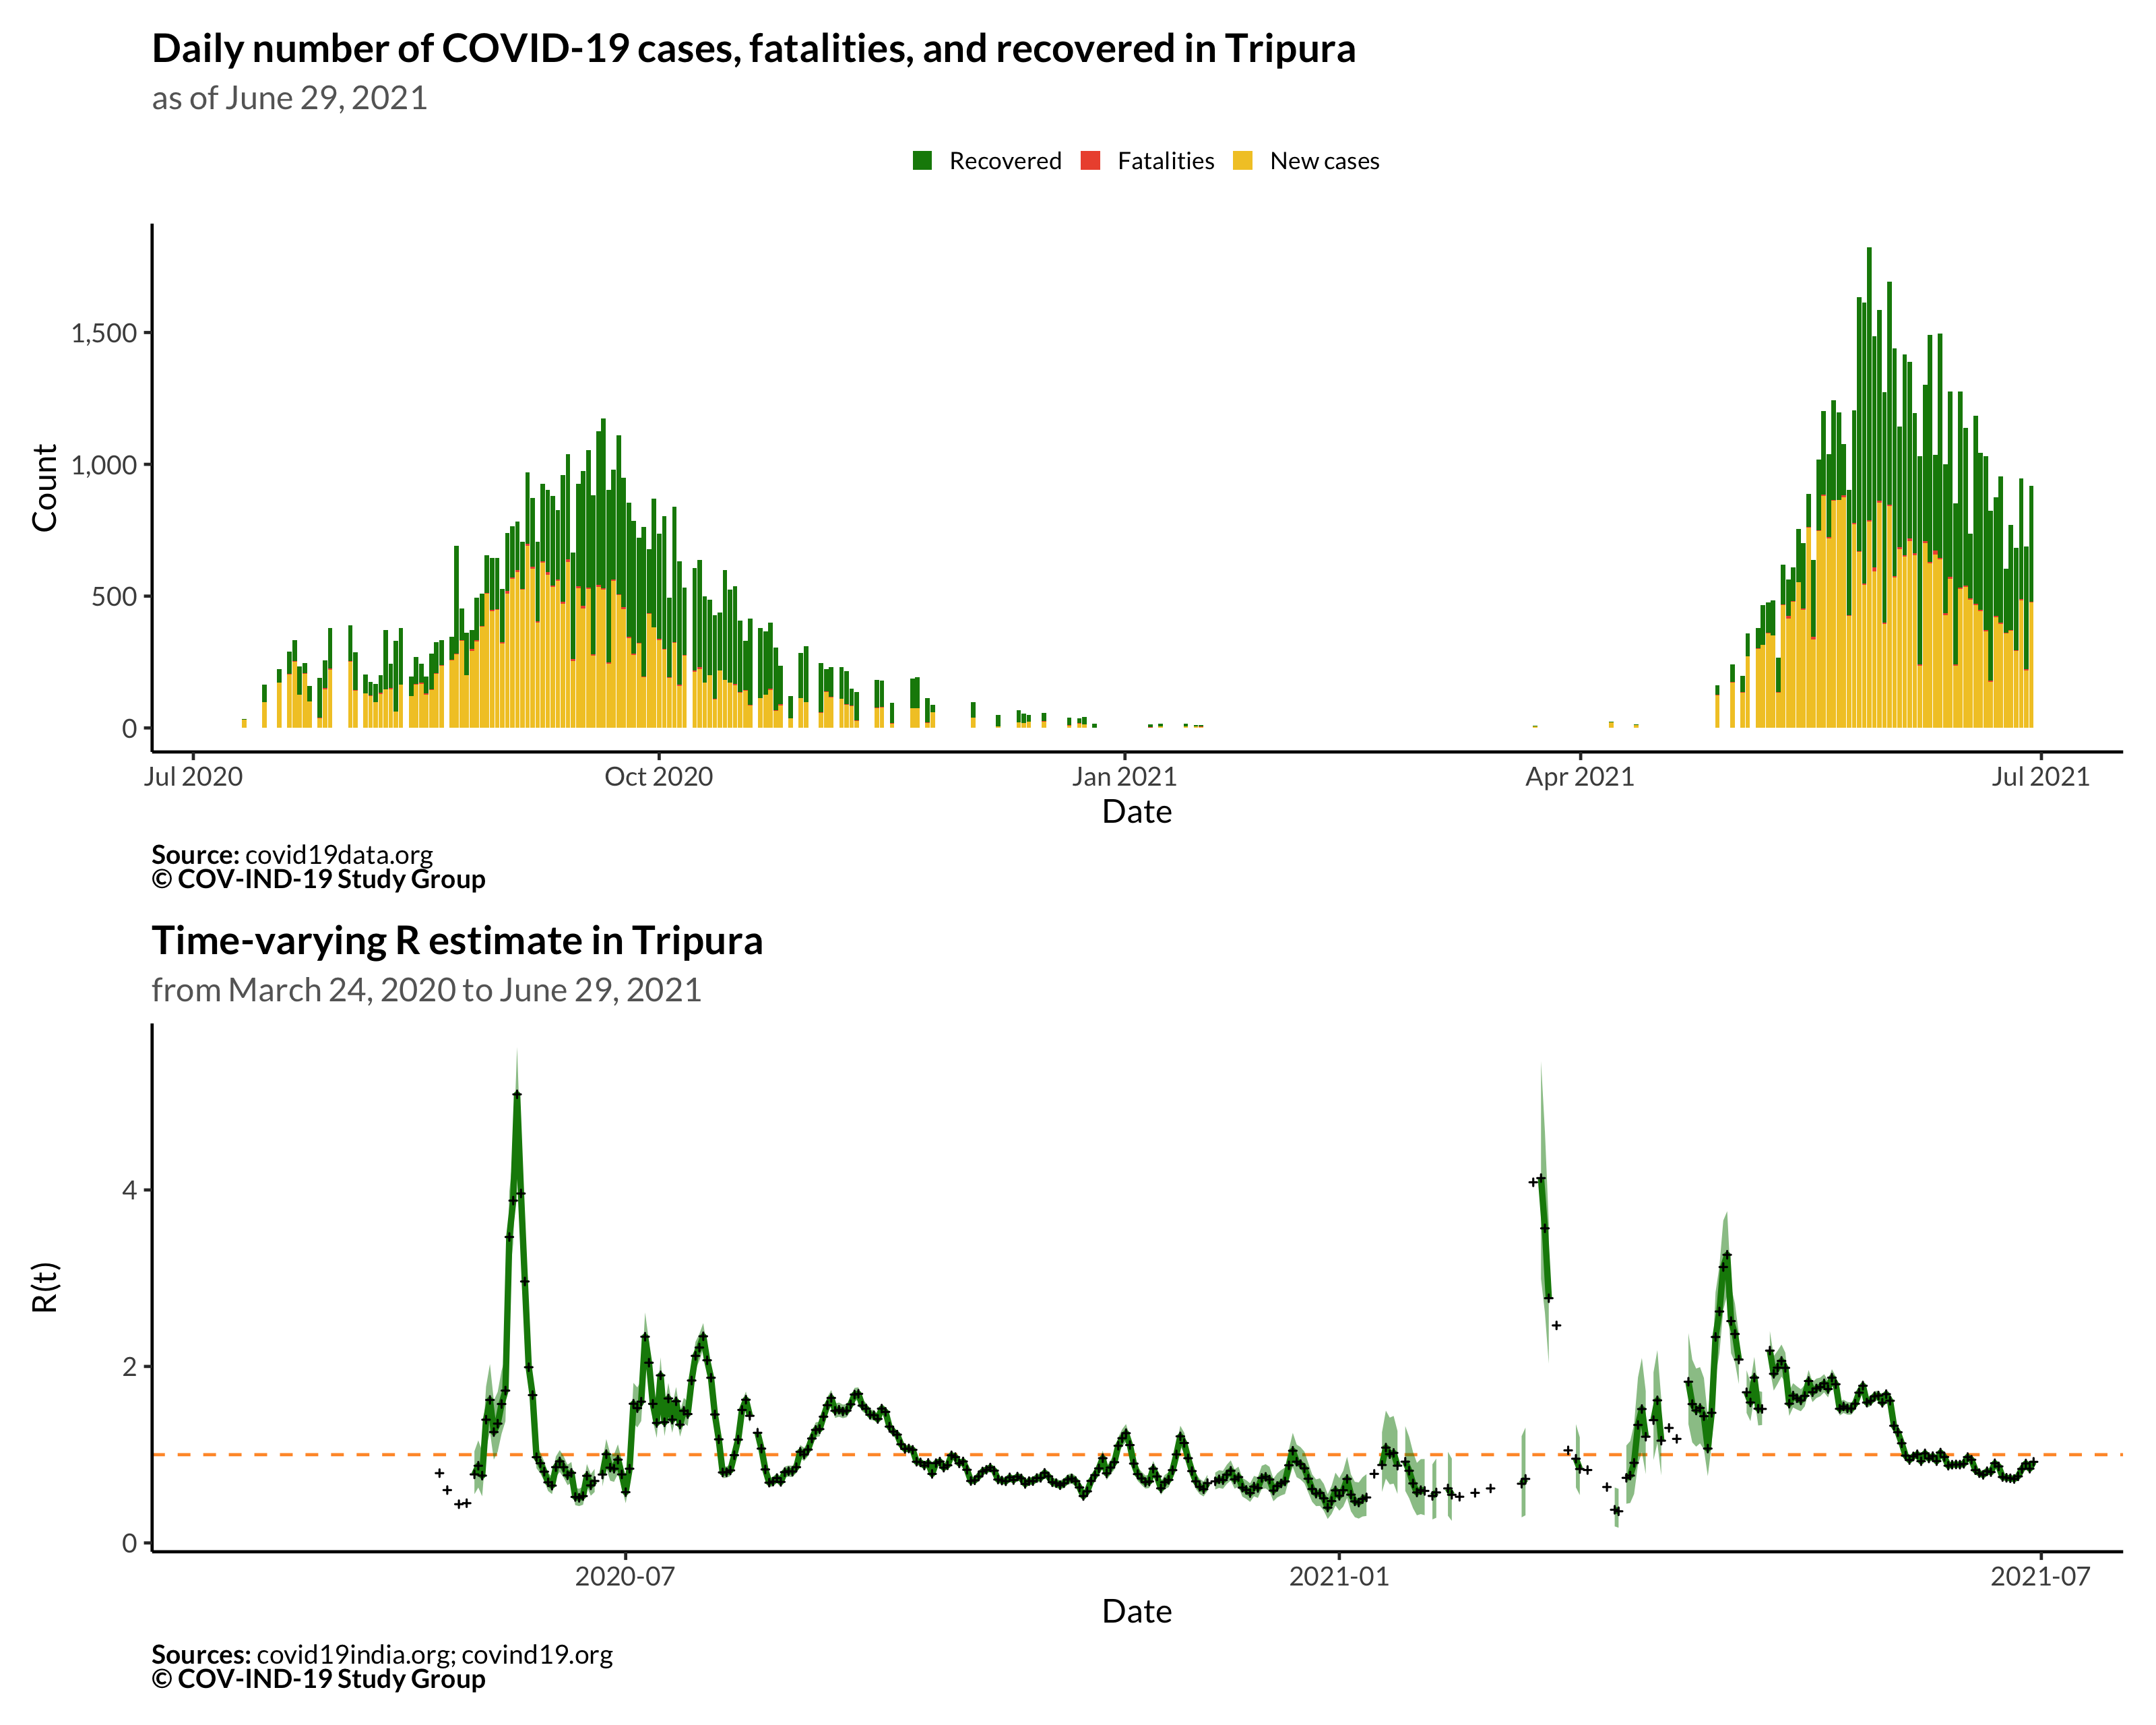 Daily number of COVID-19 cases, fatalities, and recovered in Tripura
as of June 29, 2021
Recovered Fatalities New cases
Count
1,500
1,000
500
0
Jul 2020 Oct 2020 Jan 2021 Apr 2021 Jul 2021
Date
Source: covid19data.org
© COV-IND-19 Study Group
Time-varying R estimate in Tripura
from March 24, 2020 to June 29, 2021
R(t)
4
2
0
2020-07 2021-01 2021-07
Date
Sources: covid19india.org; covind19.org
© COV-IND-19 Study Group